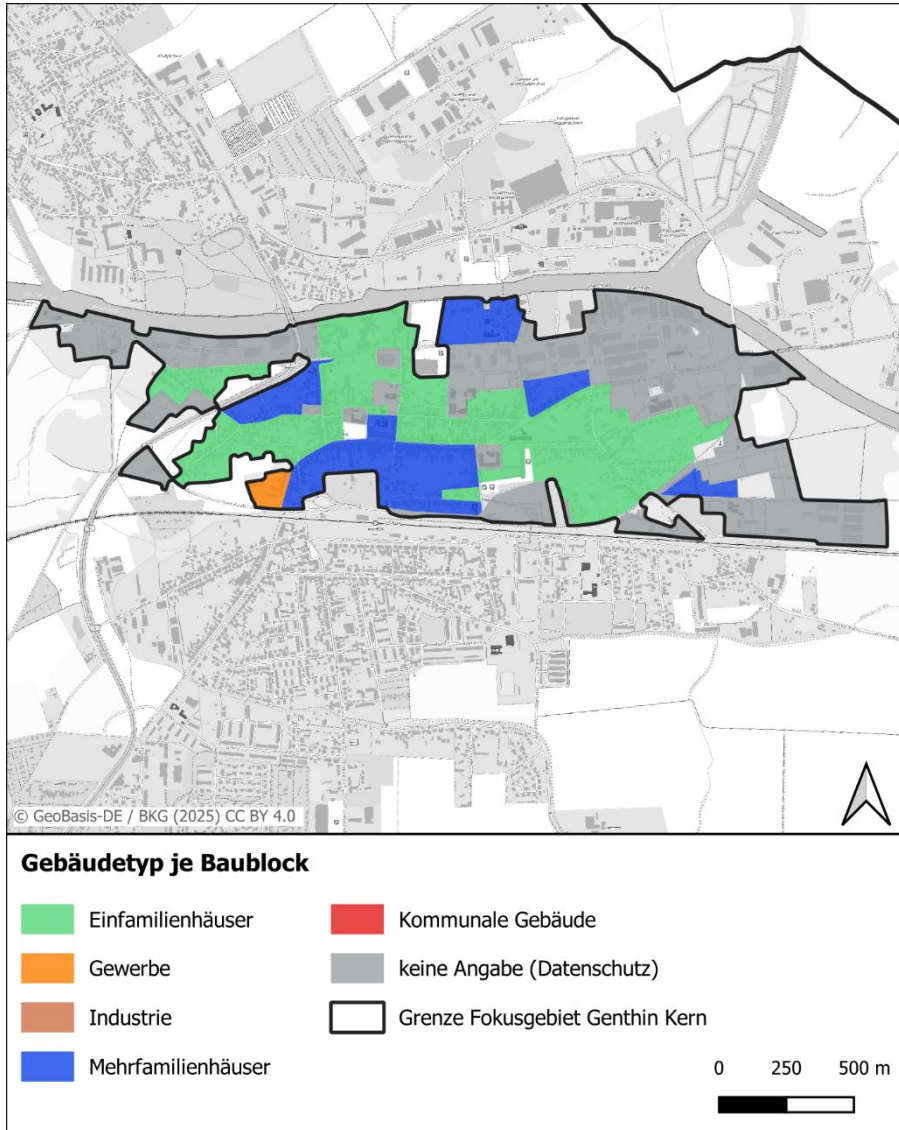 © GeoBasis-DE / BKG (2025) CC BY 4.0
Gebäudetyp je Baublock
Einfamilienhäuser
Gewerbe
Industrie
Mehrfamilienhäuser
Kommunale Gebäude
keine Angabe (Datenschutz)
Grenze Fokusgebiet Genthin Kern
0 250 500 m